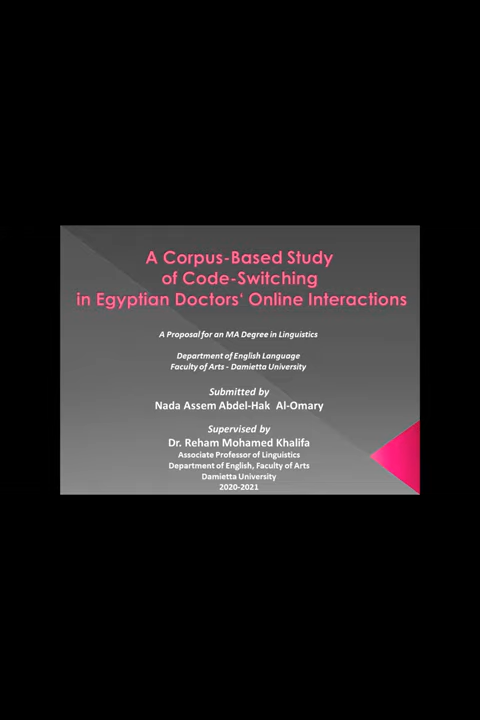 A Corpus-Based Study
of Code-Switching
in Egyptian Doctors' Online Interactions
A Proposal for an MA Degree in Linguistics
Department of English Language
Faculty of Arts - Damietta University
Submitted by
Nada Assem Abdel-Hak Al-Omary
Supervised by
Dr. Reham Mohamed Khalifa
Associate Professor of Linguistics
Department of English, Faculty of Arts
Damietta University
2020-2021